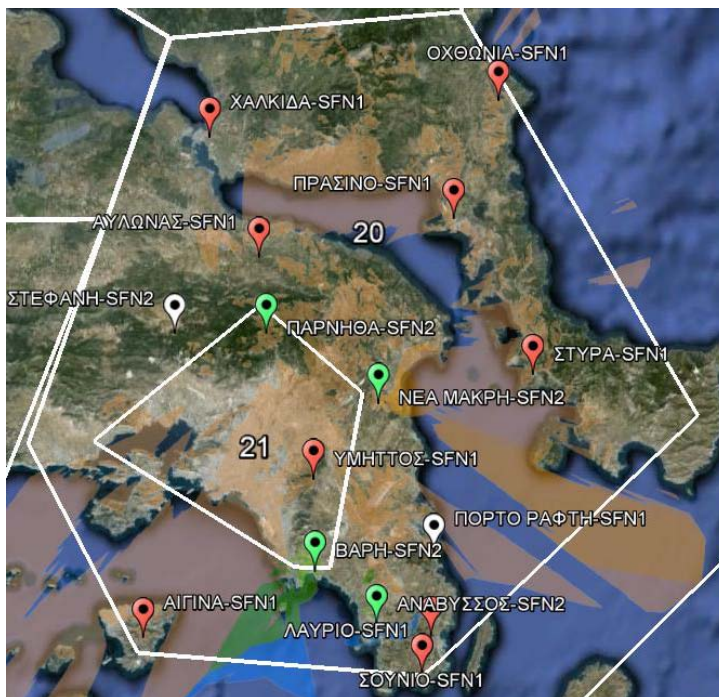 ΟΧΘΩΝΙΑ-SFN1
ΧΑΛΚΙΔΑ-SFN1
ΠΡΑΣΙΝΟ-SFN1
ΑΥΛΩΝΑΣ-SFN1
20
ΣΤΕΦΑΝΗ-SFN2
ΠΑΡΝΗΘΑ-SFN2
ΣΤΥΡΑ-SFN1
ΝΕΑ ΜΑΚΡΗ-SFN2
21
ΥΜΗΤΤΟΣ-SFN1
ΠΟΡΤΟ ΡΑΦΤΗ-SFN1
ΒΑΡΗ-SFN2
ΑΙΓΙΝΑ-SFN1
ΑΝΑΒΥΣΣΟΣ-SFN2
ΛΑΥΡΙΟ-SFN1
ΣΟΥΝΙΟ-SFN1